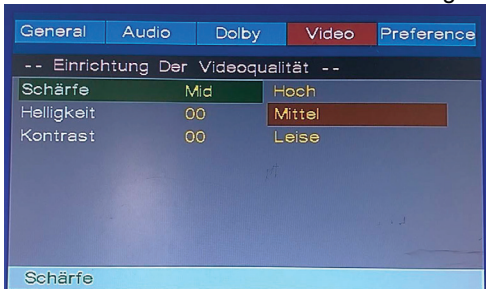 General Audio Dolby Video Preference
-- Einrichtung Der Videoqualität --
Schärfe Mid Hoch
Helligkeit 00 Mittel
Kontrast 00 Leise
Schärfe